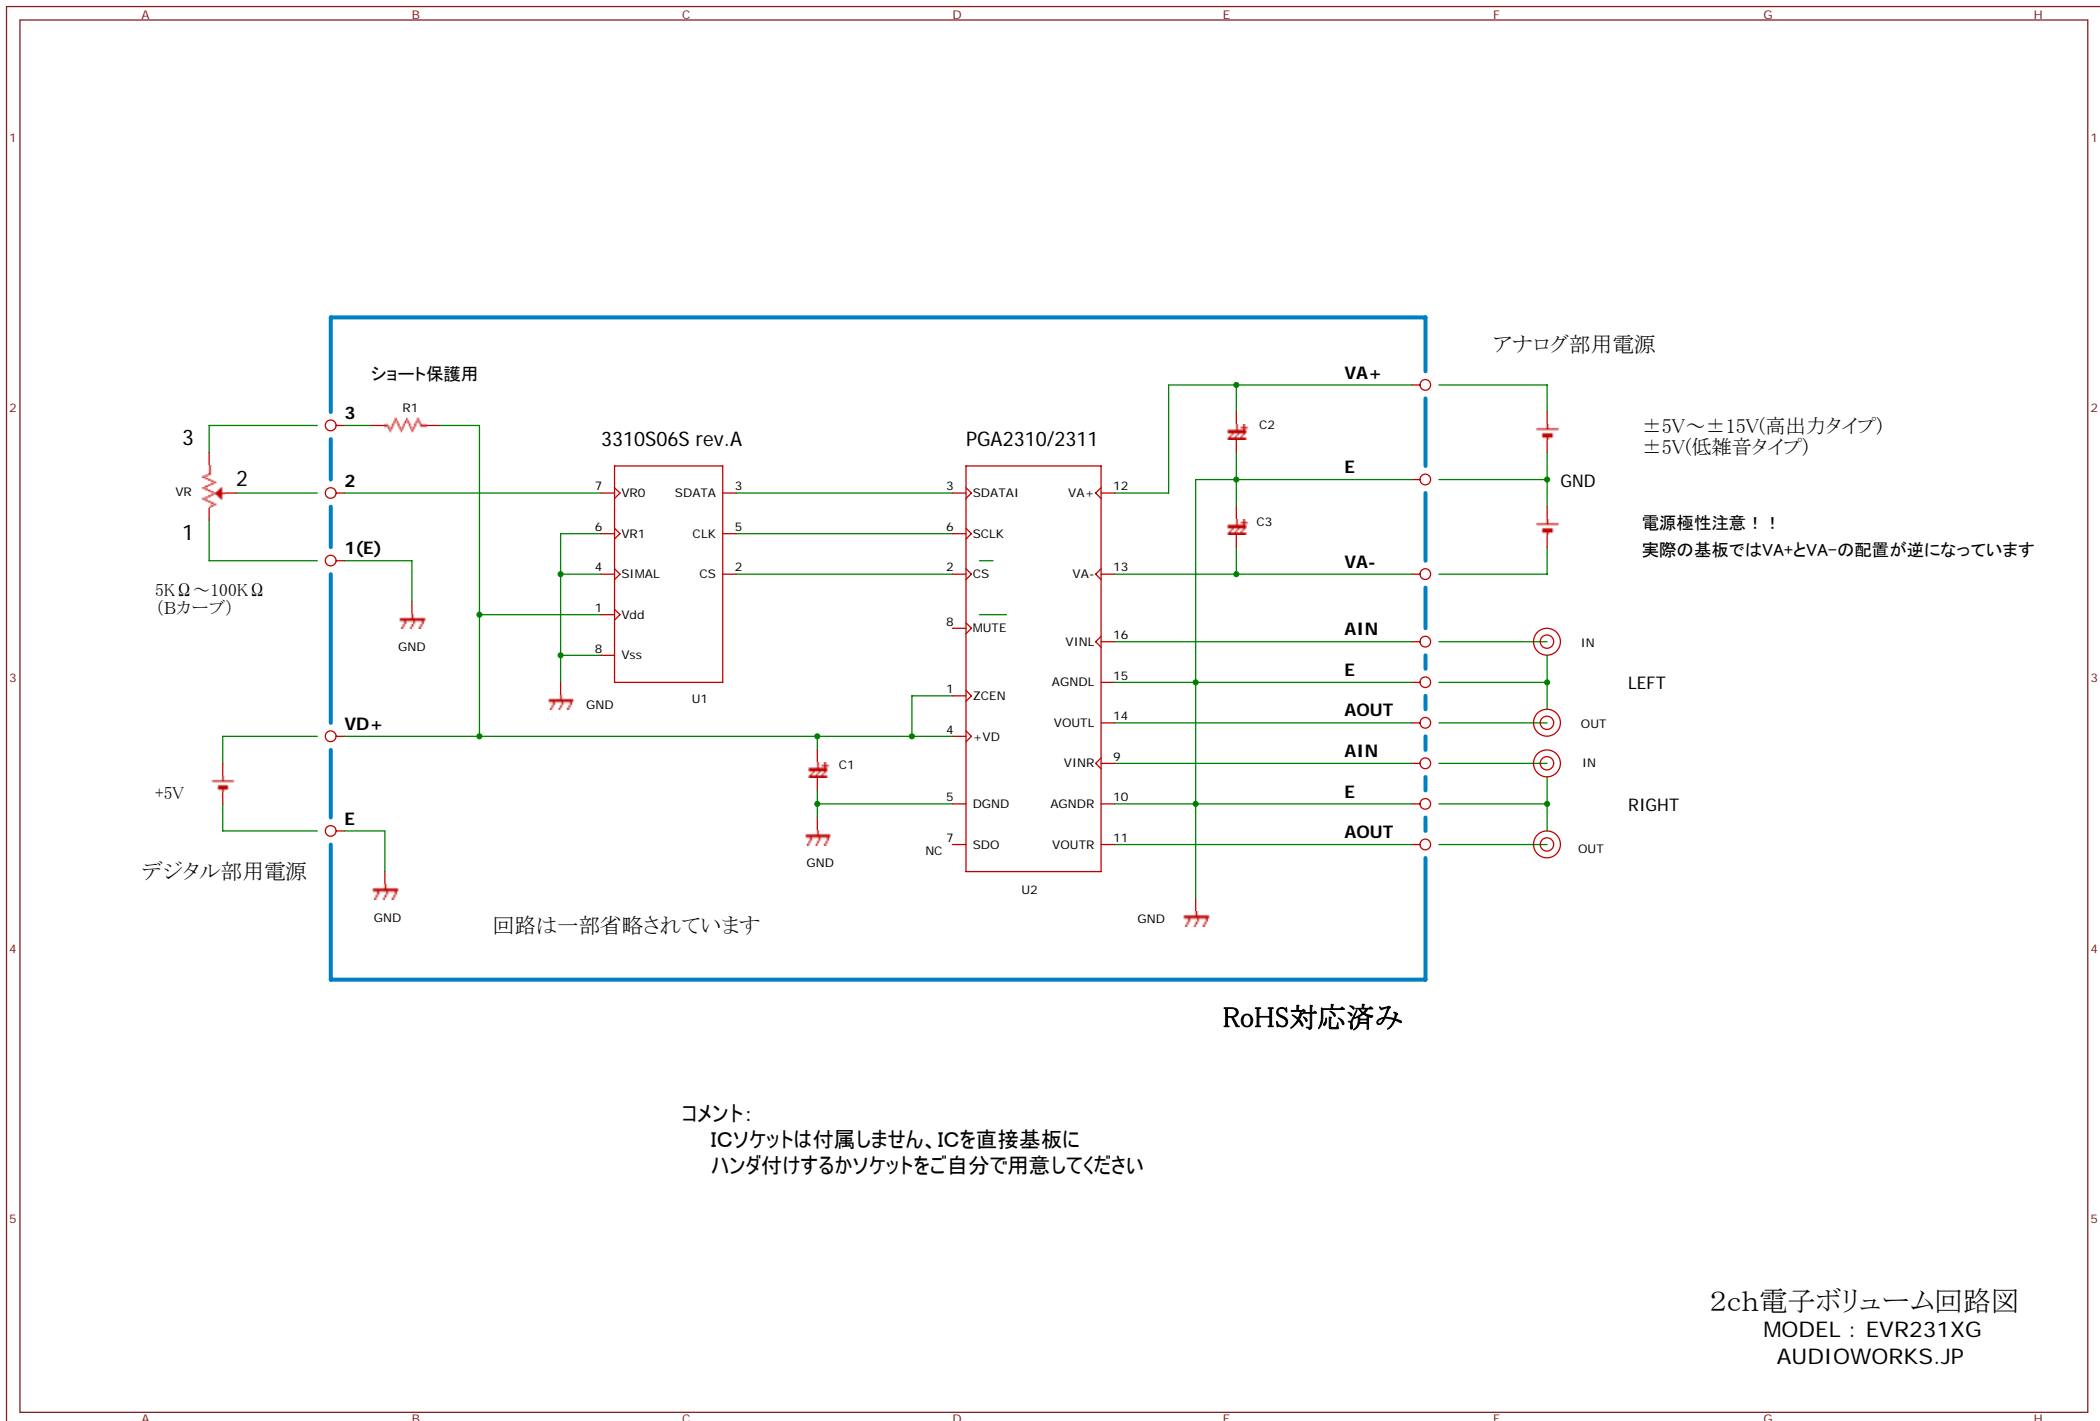 A B C D E F G H
1 1
アナログ部用電源
ショート保護用
VA+
2 2
3
R1
3
C2
±5V～±15V(高出力タイプ)
±5V(低雑音タイプ)
3310S06S rev.A
PGA2310/2311
E
GND
2
VR
2
7 VR0 SDATA 3
3 SDATAI VA+ 12
電源極性注意！！
実際の基板ではVA+とVA-の配置が逆になっています
1
6 VR1 CLK 5
6 SCLK
C3
1(E)
VA-
4 SIMAL CS 2
2 CS VA- 13
5KΩ～100KΩ
(Bカーブ)
1 Vdd
GND
8 MUTE
AIN
VINL 16
IN
8 Vss
E
3 3
AGNDL 15
LEFT
GND
U1
1 ZCEN
AOUT
VOUTL 14
OUT
VD+
4 +VD
AIN
VINR 9
IN
C1
+5V
E
5 DGND AGNDR 10
RIGHT
E
AOUT
7 SDO VOUTR 11
NC
OUT
GND
デジタル部用電源
U2
GND
回路は一部省略されています
GND
4 4
RoHS対応済み
コメント:
ICソケットは付属しません、ICを直接基板に
ハンダ付けするかソケットをご自分で用意してください
5 5
2ch電子ボリューム回路図
MODEL : EVR231XG
AUDIOWORKS.JP
A B C D E F G H